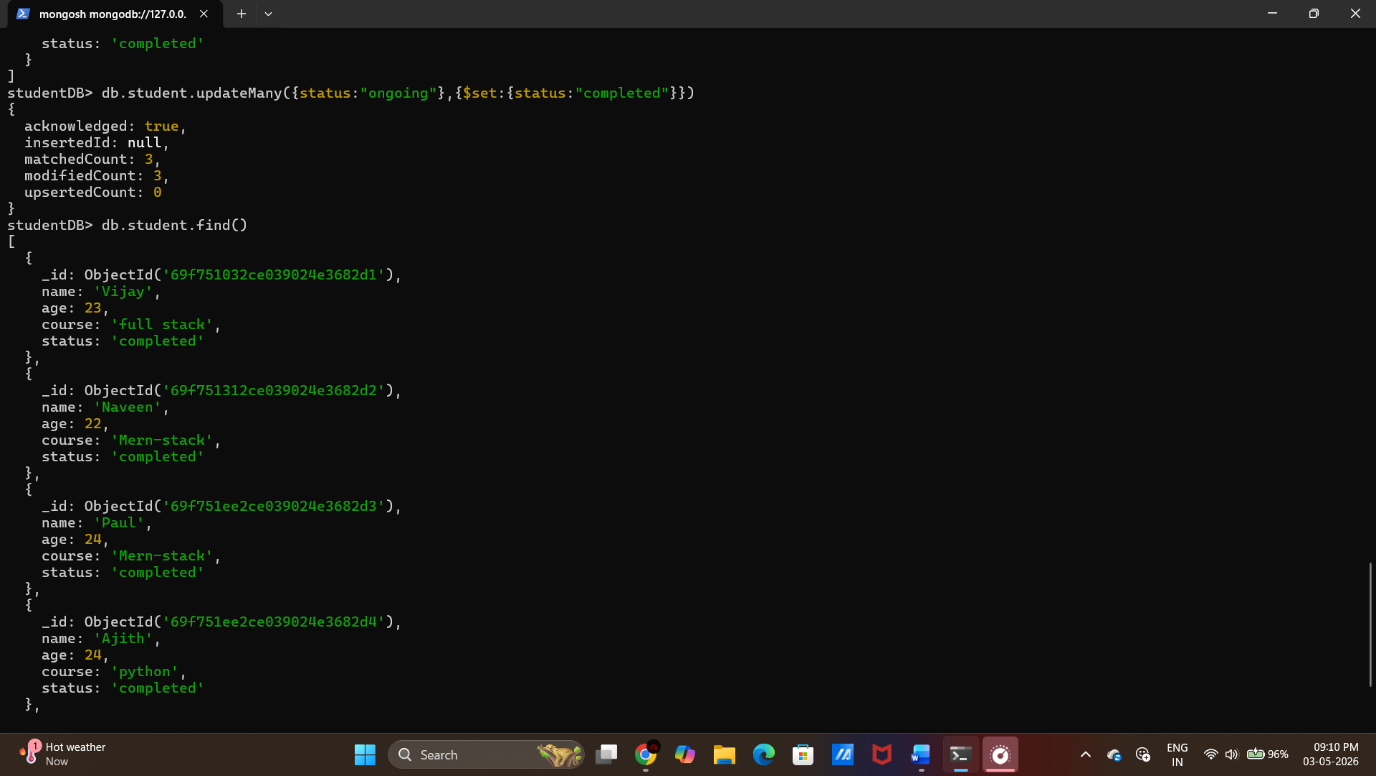 mongosh mongodb://127.0.0.
status: 'completed'
}
]
studentDB> db.student.updateMany({status:"ongoing"},{$set:{status:"completed"}})
{
acknowledged: true,
insertedId: null,
matchedCount: 3,
modifiedCount: 3,
upsertedCount: 0
}
studentDB> db.student.find()
[
{
_id: ObjectId('69f751032ce039024e3682d1'),
name: 'Vijay',
age: 23,
course: 'full stack',
status: 'completed'
},
{
_id: ObjectId('69f751312ce039024e3682d2'),
name: 'Naveen',
age: 22,
course: 'Mern-stack',
status: 'completed'
},
{
_id: ObjectId('69f751ee2ce039024e3682d3'),
name: 'Paul',
age: 24,
course: 'Mern-stack',
status: 'completed'
},
{
_id: ObjectId('69f751ee2ce039024e3682d4'),
name: 'Ajith',
age: 24,
course: 'python',
status: 'completed'
},
1
Hot weather
Now
Search
ENG
IN
96%
09:10 PM
03-05-2026